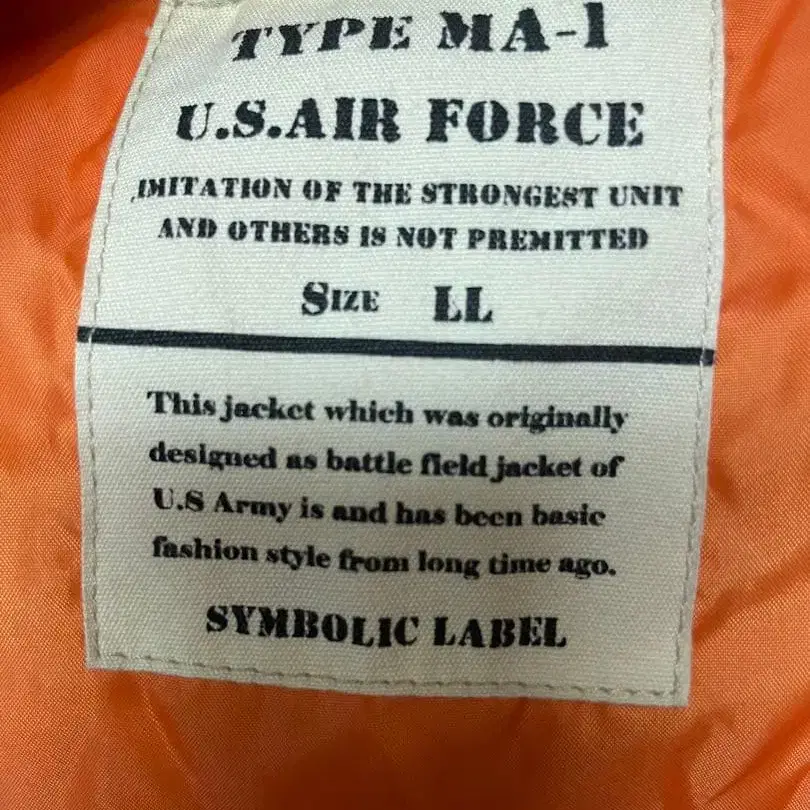 TYPE MA-1
U.S.AIR FORCE
IMITATION OF THE STRONGEST UNIT
AND OTHERS IS NOT PREMITTED
SIZE LL
This jacket which was originally
designed as battle field jacket of
U.S Army is and has been basic
fashion style from long time ago.
SYMBOLIC LABEL